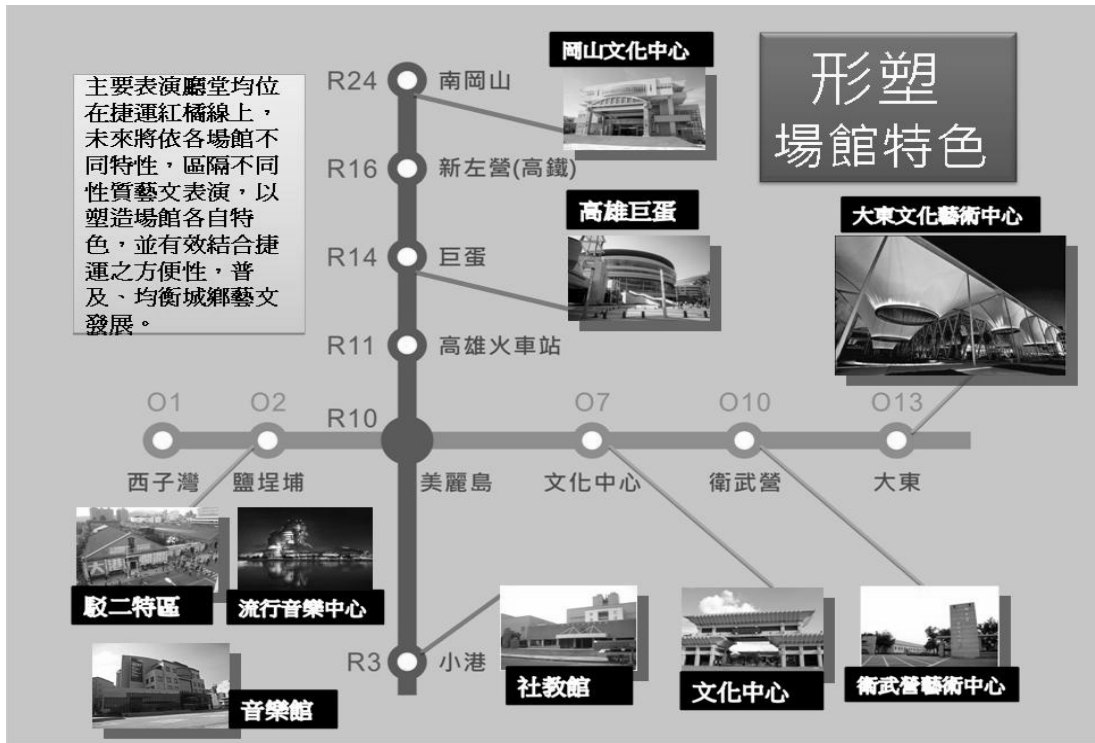 形塑
場館特色
主要表演廳堂均位
在捷運紅橘線上，
未來將依各場館不
同特性，區隔不同
性質藝文表演，以
塑造場館各自特
色，並有效結合捷
運之方便性，普
及、均衡城鄉藝文
發展。
岡山文化中心
R24 南岡山
R16 新左營(高鐵)
高雄巨蛋
R14 巨蛋
大東文化藝術中心
R11 高雄火車站
O1 O2 R10 O7 O10 O13
西子灣 鹽埕埔 美麗島 文化中心 衛武營 大東
駁二特區 流行音樂中心
R3 小港
音樂館 社教館 文化中心 衛武營藝術中心